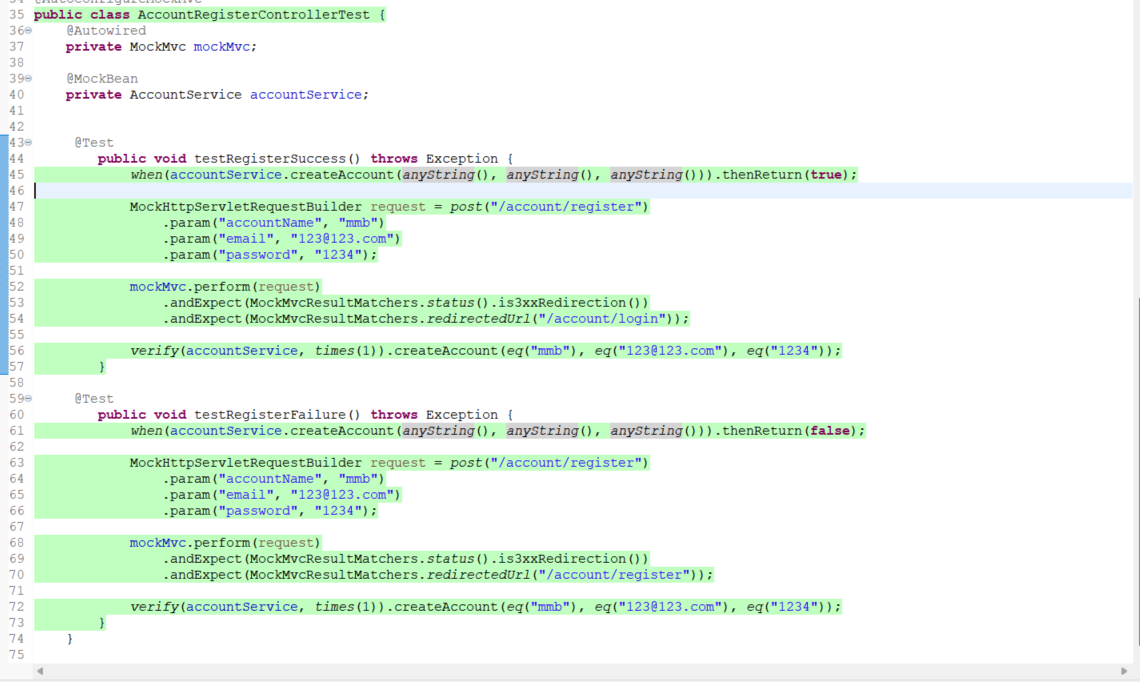 34 @AutoConfigureMockMvc
35 public class AccountRegisterControllerTest {
36 @Autowired
37 private MockMvc mockMvc;
38
39 @MockBean
40 private AccountService accountService;
41
42
43 @Test
44 public void testRegisterSuccess() throws Exception {
45 when(accountService.createAccount(anyString(), anyString(), anyString())).thenReturn(true);
46
47 MockHttpServletRequestBuilder request = post("/account/register")
48 .param("accountName", "mmb")
49 .param("email", "123@123.com")
50 .param("password", "1234");
51
52 mockMvc.perform(request)
53 .andExpect(MockMvcResultMatchers.status().is3xxRedirection())
54 .andExpect(MockMvcResultMatchers.redirectedUrl("/account/login"));
55
56 verify(accountService, times(1)).createAccount(eq("mmb"), eq("123@123.com"), eq("1234"));
57 }
58
59 @Test
60 public void testRegisterFailure() throws Exception {
61 when(accountService.createAccount(anyString(), anyString(), anyString())).thenReturn(false);
62
63 MockHttpServletRequestBuilder request = post("/account/register")
64 .param("accountName", "mmb")
65 .param("email", "123@123.com")
66 .param("password", "1234");
67
68 mockMvc.perform(request)
69 .andExpect(MockMvcResultMatchers.status().is3xxRedirection())
70 .andExpect(MockMvcResultMatchers.redirectedUrl("/account/register"));
71
72 verify(accountService, times(1)).createAccount(eq("mmb"), eq("123@123.com"), eq("1234"));
73 }
74 }
75